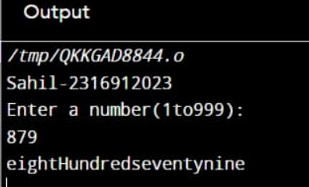 Output
/tmp/QKKGAD8844.o
Sahil-2316912023
Enter a number(1to999):
879
eightHundredseventynine